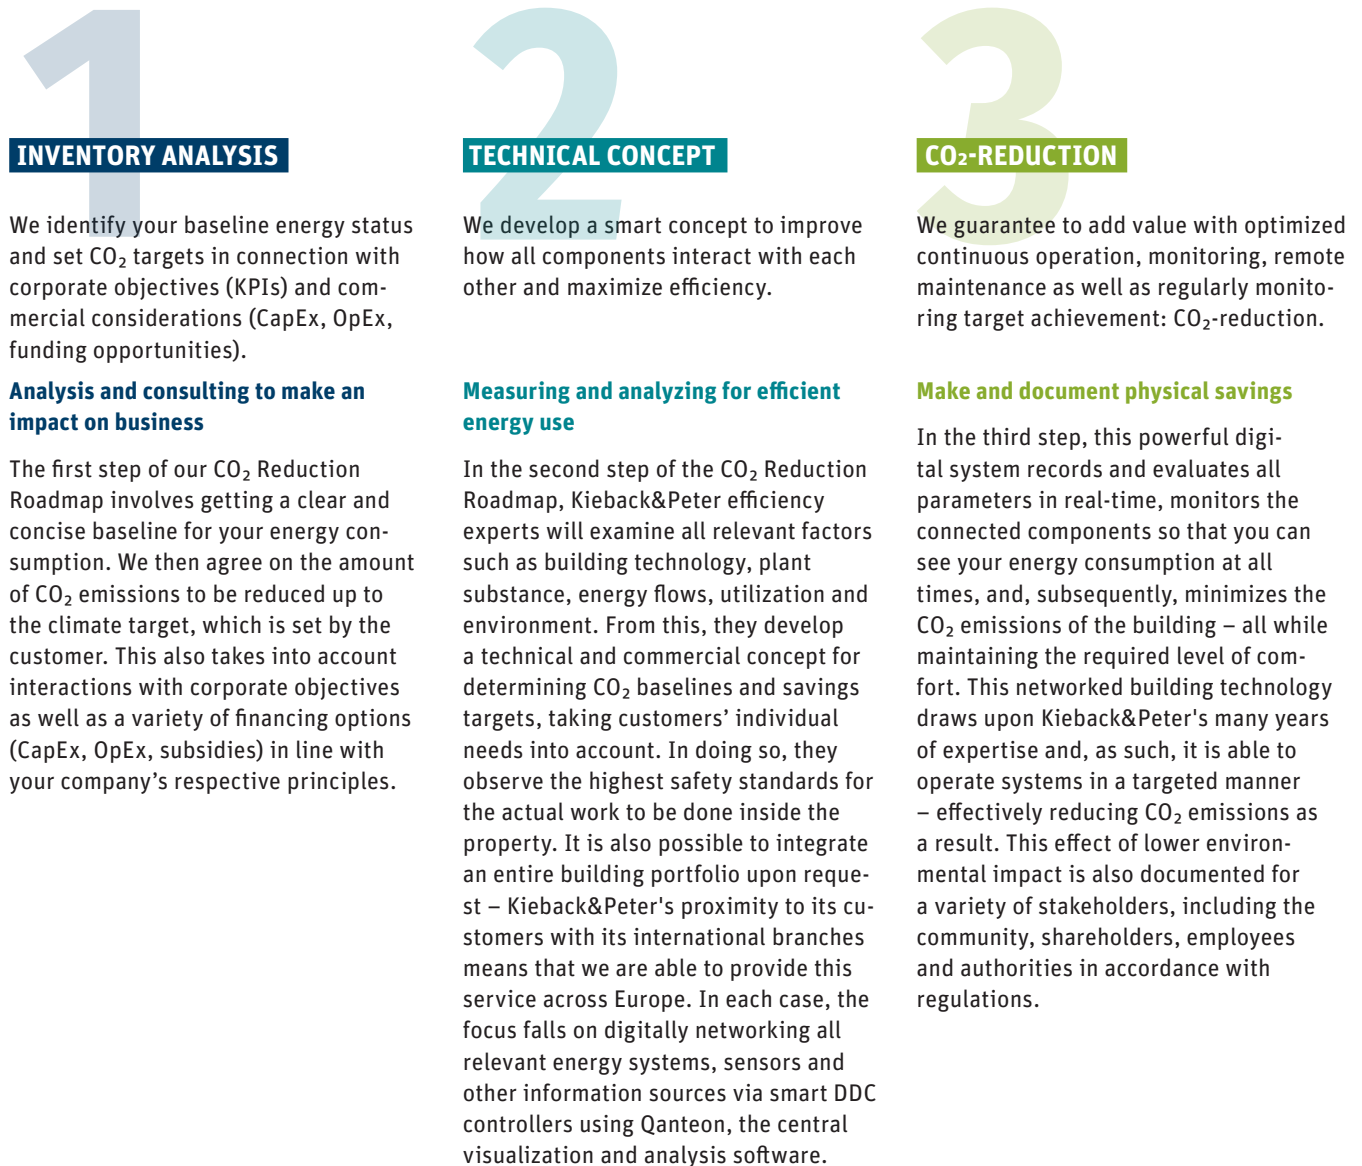 1
INVENTORY ANALYSIS
We identify your baseline energy status
and set CO₂ targets in connection with
corporate objectives (KPIs) and com-
mercial considerations (CapEx, OpEx,
funding opportunities).
Analysis and consulting to make an
impact on business
The first step of our CO₂ Reduction
Roadmap involves getting a clear and
concise baseline for your energy con-
sumption. We then agree on the amount
of CO₂ emissions to be reduced up to
the climate target, which is set by the
customer. This also takes into account
interactions with corporate objectives
as well as a variety of financing options
(CapEx, OpEx, subsidies) in line with
your company’s respective principles.
2
TECHNICAL CONCEPT
We develop a smart concept to improve
how all components interact with each
other and maximize efficiency.
Measuring and analyzing for efficient
energy use
In the second step of the CO₂ Reduction
Roadmap, Kieback&Peter efficiency
experts will examine all relevant factors
such as building technology, plant
substance, energy flows, utilization and
environment. From this, they develop
a technical and commercial concept for
determining CO₂ baselines and savings
targets, taking customers’ individual
needs into account. In doing so, they
observe the highest safety standards for
the actual work to be done inside the
property. It is also possible to integrate
an entire building portfolio upon reque-
st – Kieback&Peter's proximity to its cu-
stomers with its international branches
means that we are able to provide this
service across Europe. In each case, the
focus falls on digitally networking all
relevant energy systems, sensors and
other information sources via smart DDC
controllers using Qanteon, the central
visualization and analysis software.
3
CO₂-REDUCTION
We guarantee to add value with optimized
continuous operation, monitoring, remote
maintenance as well as regularly monito-
ring target achievement: CO₂-reduction.
Make and document physical savings
In the third step, this powerful digi-
tal system records and evaluates all
parameters in real-time, monitors the
connected components so that you can
see your energy consumption at all
times, and, subsequently, minimizes the
CO₂ emissions of the building – all while
maintaining the required level of com-
fort. This networked building technology
draws upon Kieback&Peter's many years
of expertise and, as such, it is able to
operate systems in a targeted manner
– effectively reducing CO₂ emissions as
a result. This effect of lower environ-
mental impact is also documented for
a variety of stakeholders, including the
community, shareholders, employees
and authorities in accordance with
regulations.